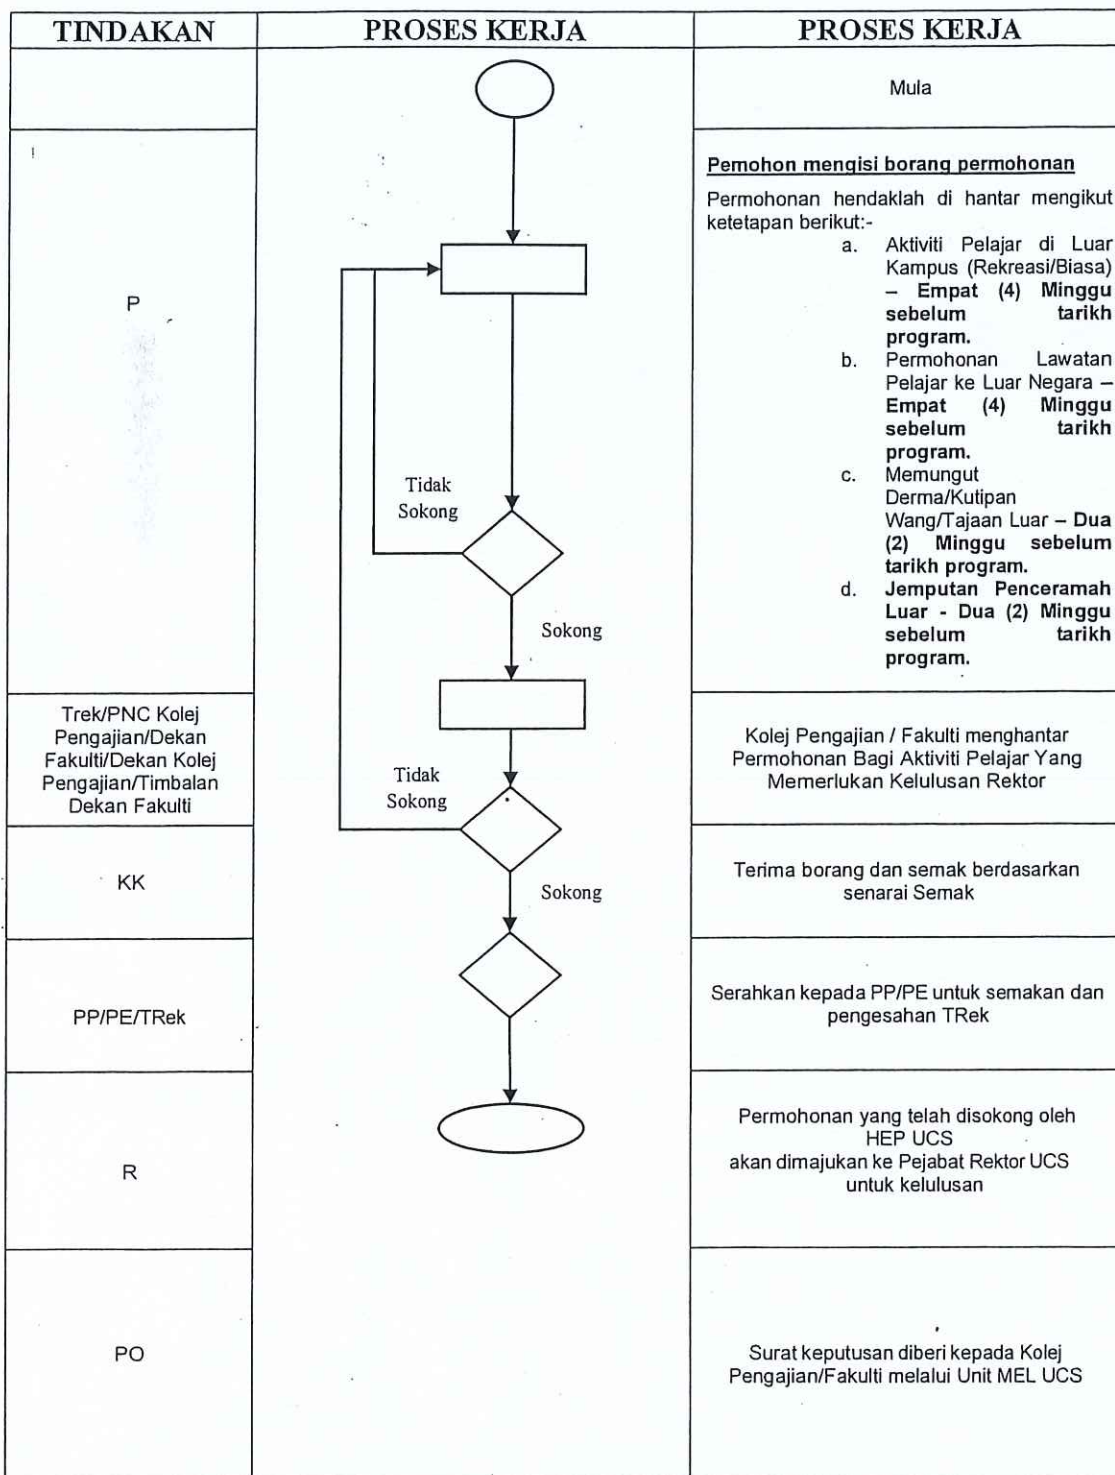 TINDAKAN
PROSES KERJA
PROSES KERJA
Mula
P
Pemohon mengisi borang permohonan
Permohonan hendaklah di hantar mengikut
ketetapan berikut:-
a. Aktiviti Pelajar di Luar
Kampus (Rekreasi/Biasa)
– Empat (4) Minggu
sebelum tarikh
program.
b. Permohonan Lawatan
Pelajar ke Luar Negara –
Empat (4) Minggu
sebelum tarikh
program.
c. Memungut
Derma/Kutipan
Wang/Tajaan Luar – Dua
(2) Minggu sebelum
tarikh program.
d. Jemputan Penceramah
Luar - Dua (2) Minggu
sebelum tarikh
program.
Tidak
Sokong
Sokong
Trek/PNC Kolej
Pengajian/Dekan
Fakulti/Dekan Kolej
Pengajian/Timbalan
Dekan Fakulti
Tidak
Sokong
Kolej Pengajian / Fakulti menghantar
Permohonan Bagi Aktiviti Pelajar Yang
Memerlukan Kelulusan Rektor
KK
Sokong
Terima borang dan semak berdasarkan
senarai Semak
PP/PE/TRek
Serahkan kepada PP/PE untuk semakan dan
pengesahan TRek
R
Permohonan yang telah disokong oleh
HEP UCS
akan dimajukan ke Pejabat Rektor UCS
untuk kelulusan
PO
Surat keputusan diberi kepada Kolej
Pengajian/Fakulti melalui Unit MEL UCS